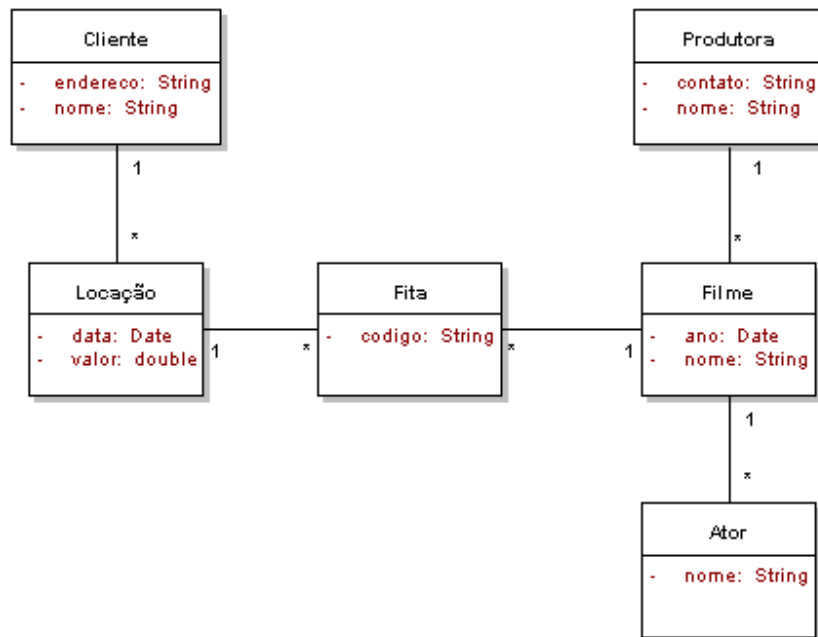 Cliente
- endereco: String
- nome: String
Produtora
- contato: String
- nome: String
1
*
1
*
Locação
- data: Date
- valor: double
1
*
Fita
- codigo: String
*
1
Filme
- ano: Date
- nome: String
1
*
Ator
- nome: String